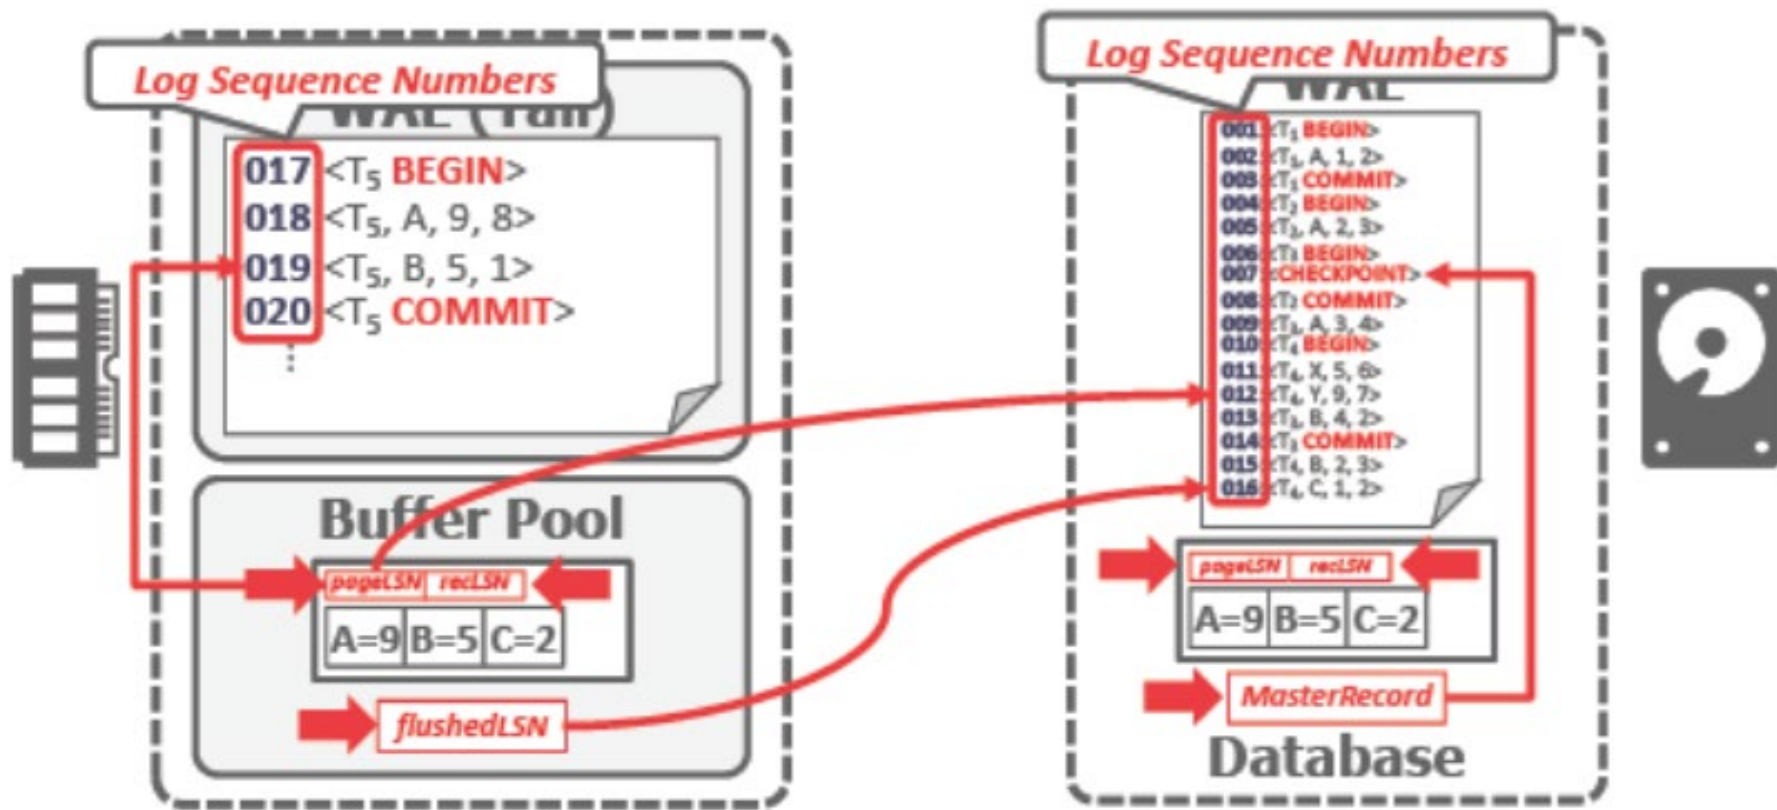 Log Sequence Numbers
WAL (Tail)
017 <T₅ BEGIN>
018 <T₅, A, 9, 8>
019 <T₅, B, 5, 1>
020 <T₅ COMMIT>
⋮
Buffer Pool
pageLSN recLSN
A=9 B=5 C=2
flushedLSN
Log Sequence Numbers
WAL
001:<T₁ BEGIN>
002:<T₁, A, 1, 2>
003:<T₁ COMMIT>
004:<T₂ BEGIN>
005:<T₂, A, 2, 3>
006:<T₃ BEGIN>
007:<CHECKPOINT>
008:<T₂ COMMIT>
009:<T₃, A, 3, 4>
010:<T₄ BEGIN>
011:<T₄, X, 5, 6>
012:<T₄, Y, 9, 7>
013:<T₃, B, 4, 2>
014:<T₃ COMMIT>
015:<T₄, B, 2, 3>
016:<T₄, C, 1, 2>
pageLSN recLSN
A=9 B=5 C=2
MasterRecord
Database